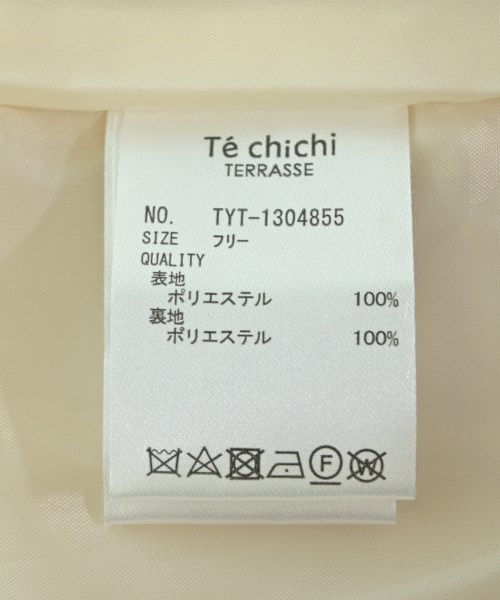 Té chichi
TERRASSE
NO. TYT-1304855
SIZE フリー
QUALITY
表地
ポリエステル 100%
裏地
ポリエステル 100%
F W